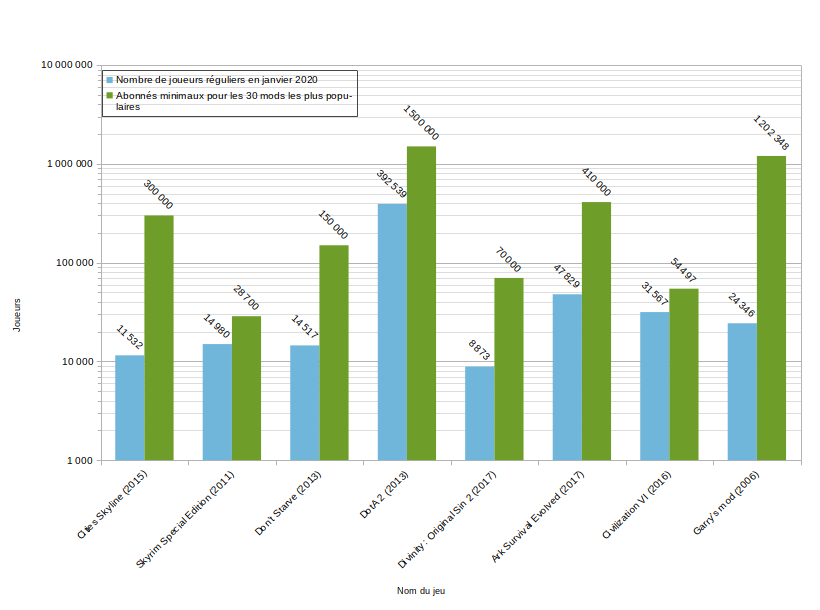 10 000 000
1 000 000
100 000
10 000
1 000
Joueurs
Nombre de joueurs réguliers en janvier 2020
Abonnés minimaux pour les 30 mods les plus popu-
laires
11 532
300 000
14 980
28 700
14 517
150 000
392 539
1 500 000
8 873
70 000
47 829
410 000
31 567
54 497
24 346
1 202 348
Cities Skyline (2015)
Skyrim Special Edition (2011)
Don't Starve (2013)
DotA 2 (2013)
Divinity : Original Sin 2 (2017)
Ark Survival Evolved (2017)
Civilization VI (2016)
Garry's mod (2006)
Nom du jeu